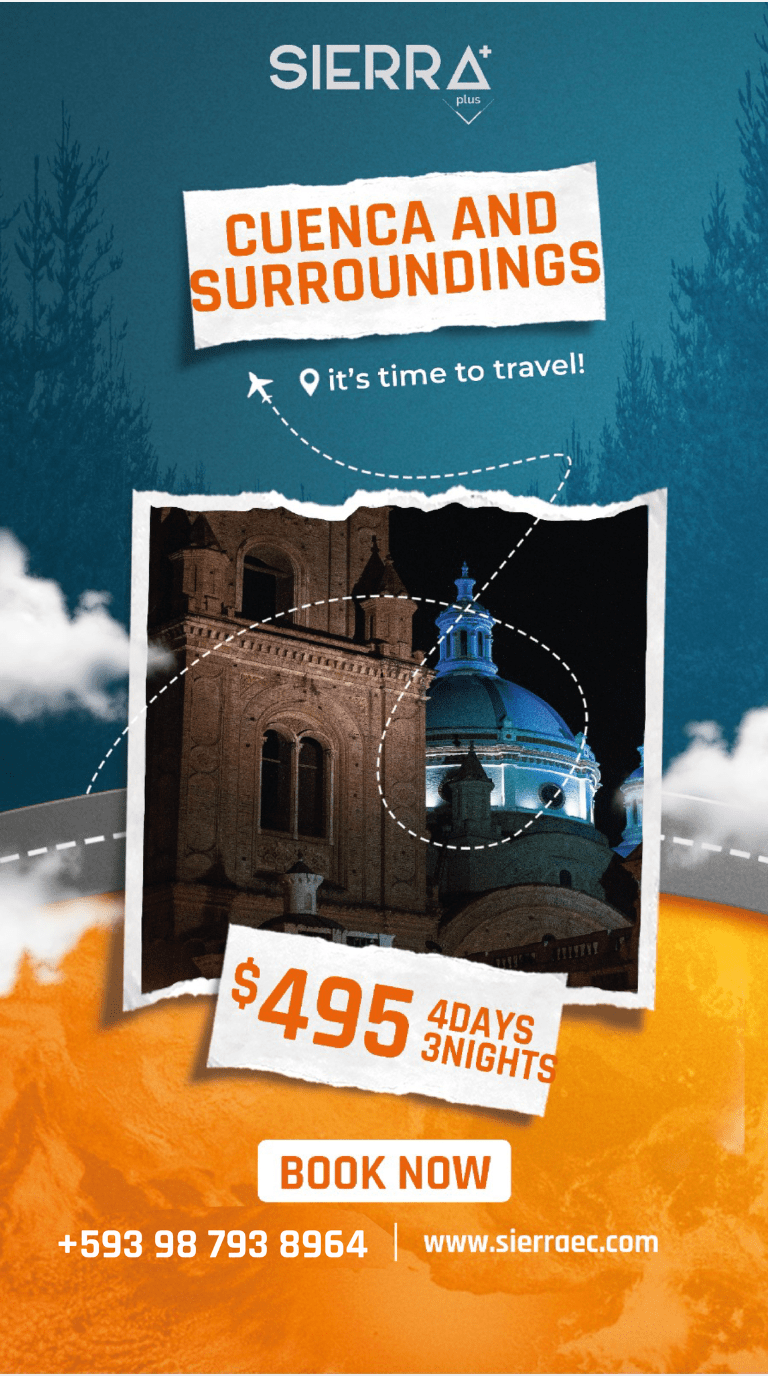 SIERRA+
plus
CUENCA AND
SURROUNDINGS
it's time to travel!
$495
4DAYS
3NIGHTS
BOOK NOW
+593 98 793 8964 | www.sierraec.com